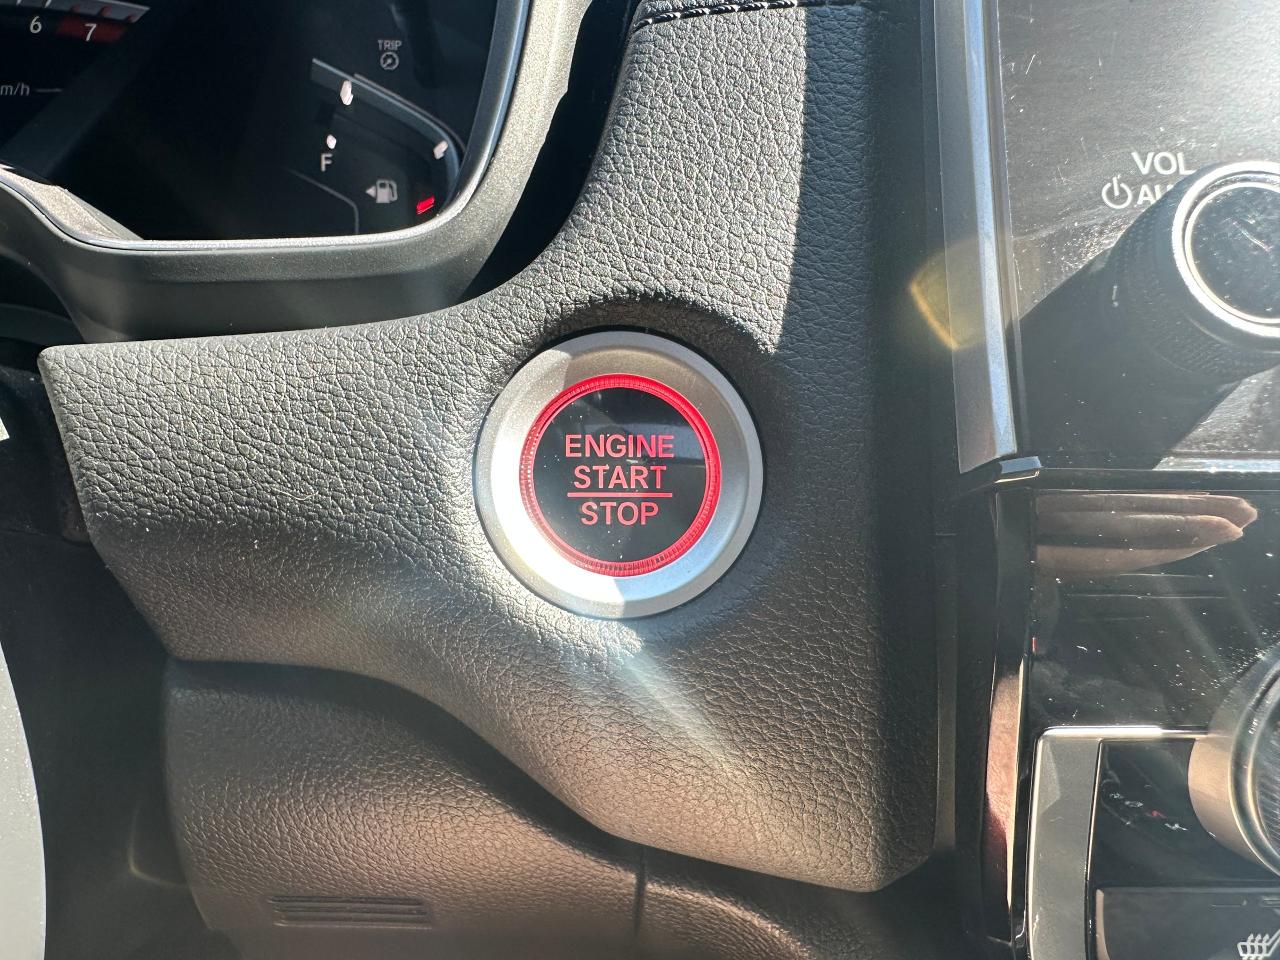 6
7
TRIP
m/h
F
VOL
ENGINE
START
STOP